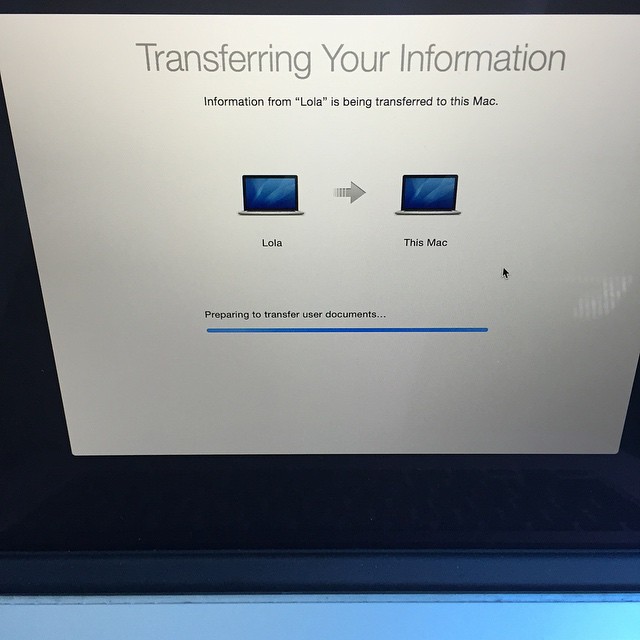 Transferring Your Information
Information from “Lola” is being transferred to this Mac.
Lola
This Mac
Preparing to transfer user documents...